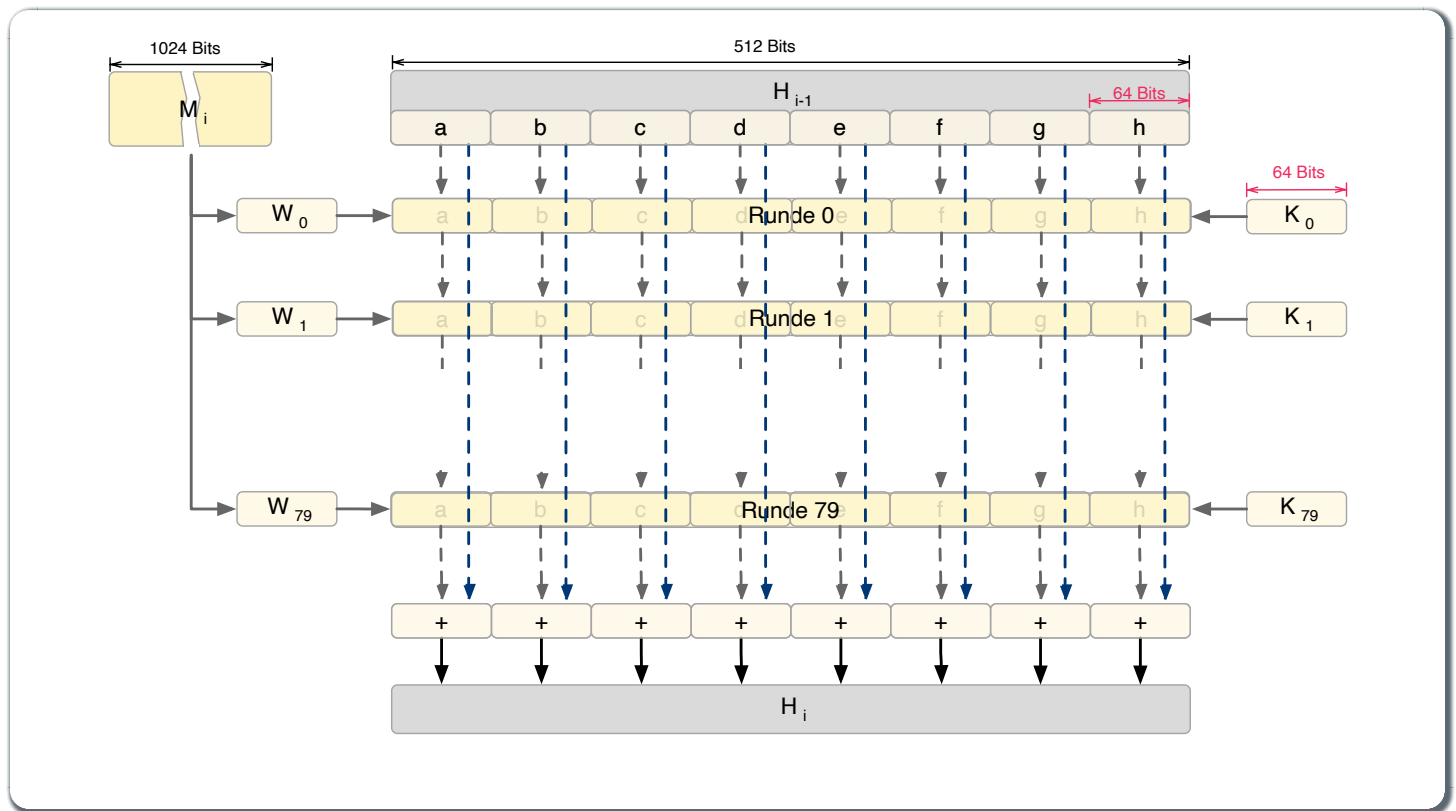 1024 Bits
512 Bits
M i
H i-1
64 Bits
a b c d e f g h
64 Bits
W 0
a b c d Runde 0 e f g h
K 0
W 1
a b c d Runde 1 e f g h
K 1
W 79
a b c d Runde 79 e f g h
K 79
+ + + + + + + +
H i